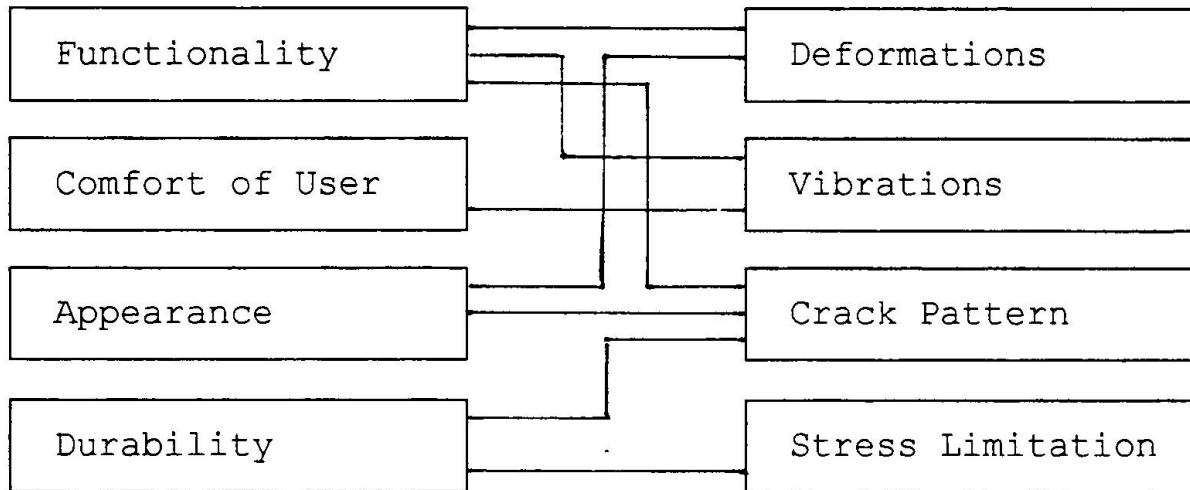 Functionality
Deformations
Comfort of User
Vibrations
Appearance
Crack Pattern
Durability
Stress Limitation